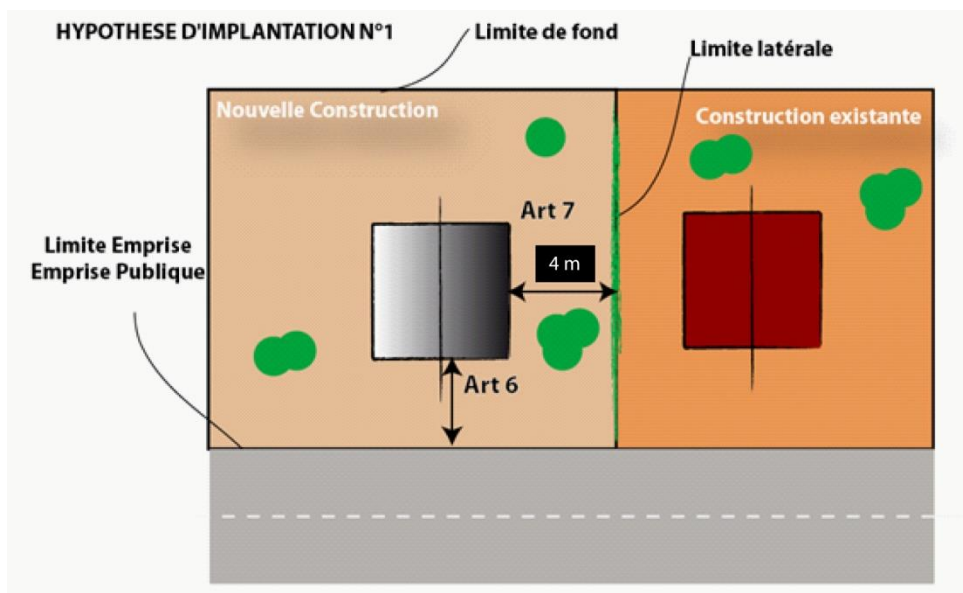 HYPOTHESE D'IMPLANTATION N°1
Limite de fond
Limite latérale
Nouvelle Construction
Construction existante
Art 7
Limite Emprise
Emprise Publique
4 m
Art 6